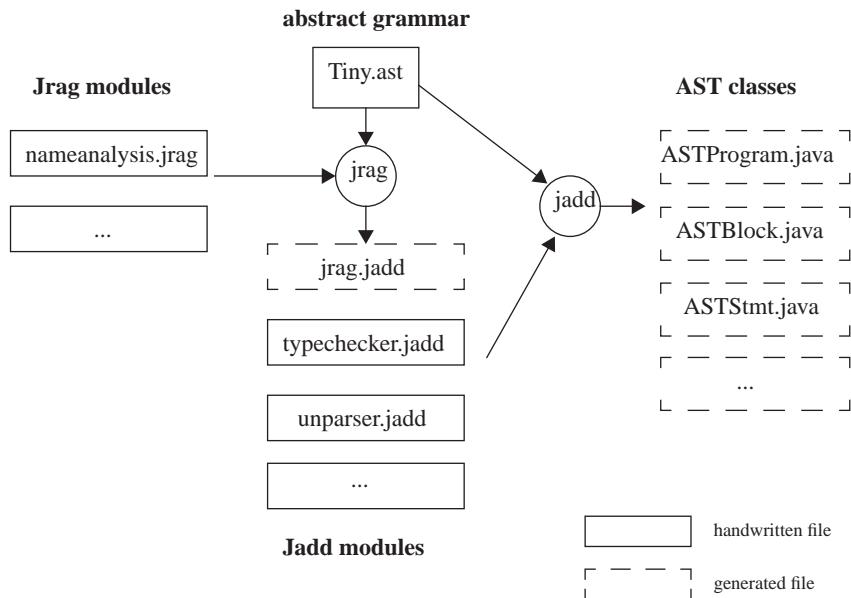 abstract grammar
Tiny.ast
Jrag modules
AST classes
nameanalysis.jrag
...
jrag
jadd
ASTProgram.java
ASTBlock.java
ASTStmt.java
...
jrag.jadd
typechecker.jadd
unparser.jadd
...
Jadd modules
handwritten file
generated file